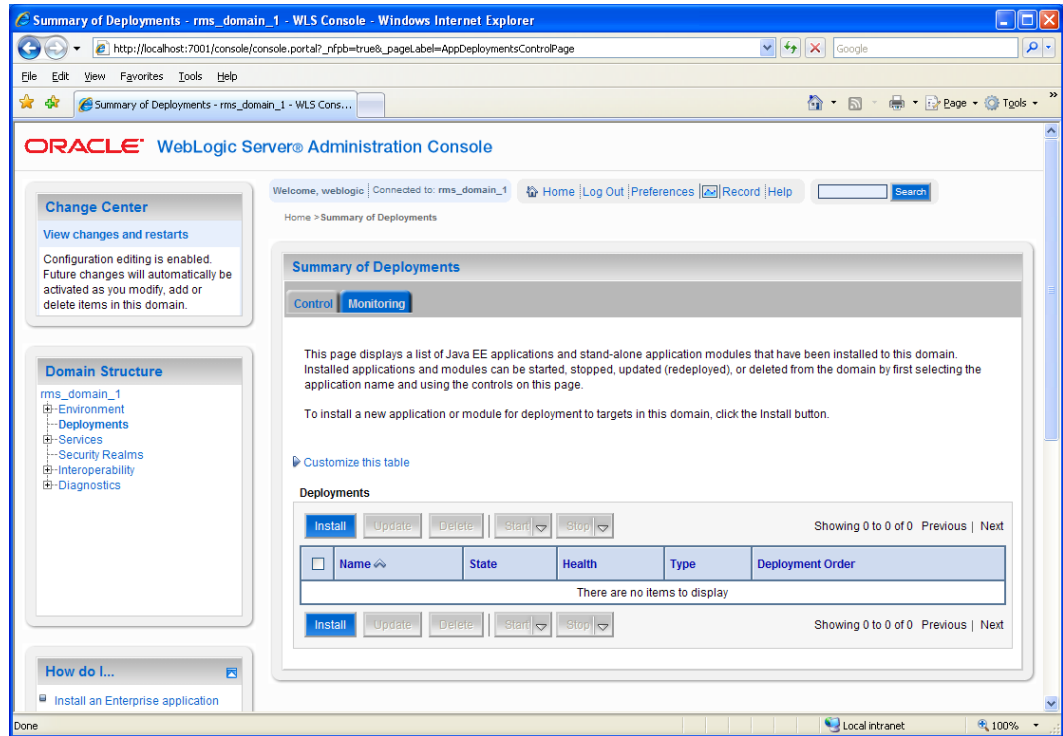 Summary of Deployments - rms_domain_1 - WLS Console - Windows Internet Explorer
http://localhost:7001/console/console.portal?_nfpb=true&_pageLabel=AppDeploymentsControlPage
Google
File Edit View Favorites Tools Help
Summary of Deployments - rms_domain_1 - WLS Cons...
Page Tools »
ORACLE WebLogic Server® Administration Console
Change Center
View changes and restarts
Configuration editing is enabled.
Future changes will automatically be
activated as you modify, add or
delete items in this domain.
Domain Structure
rms_domain_1
Environment
Deployments
Services
Security Realms
Interoperability
Diagnostics
How do I...
Install an Enterprise application
Welcome, weblogic Connected to: rms_domain_1 Home Log Out Preferences Record Help Search
Home >Summary of Deployments
Summary of Deployments
Control Monitoring
This page displays a list of Java EE applications and stand-alone application modules that have been installed to this domain.
Installed applications and modules can be started, stopped, updated (redeployed), or deleted from the domain by first selecting the
application name and using the controls on this page.
To install a new application or module for deployment to targets in this domain, click the Install button.
Customize this table
Deployments
Install Update Delete Start Stop Showing 0 to 0 of 0 Previous | Next
Name State Health Type Deployment Order
There are no items to display
Install Update Delete Start Stop Showing 0 to 0 of 0 Previous | Next
Done Local intranet 100%